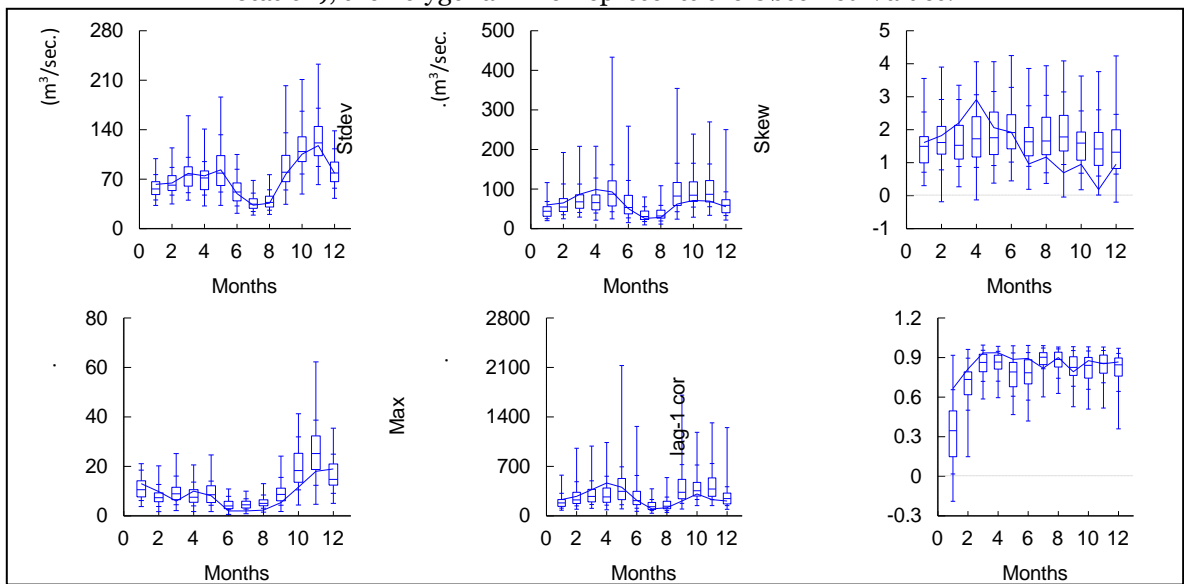 station), the Polygonal line represents the observed values.
(m³/sec.)
280
210
140
70
0
0 2 4 6 8 10 12
Months
Stdev
.(m³/sec.
500
400
300
200
100
0
0 2 4 6 8 10 12
Months
Skew
5
4
3
2
1
0
-1
0 2 4 6 8 10 12
Months
.
80
60
40
20
0
0 2 4 6 8 10 12
Months
Max
.
2800
2100
1400
700
0
0 2 4 6 8 10 12
Months
lag-1 cor
1.2
0.9
0.6
0.3
0
-0.3
0 2 4 6 8 10 12
Months